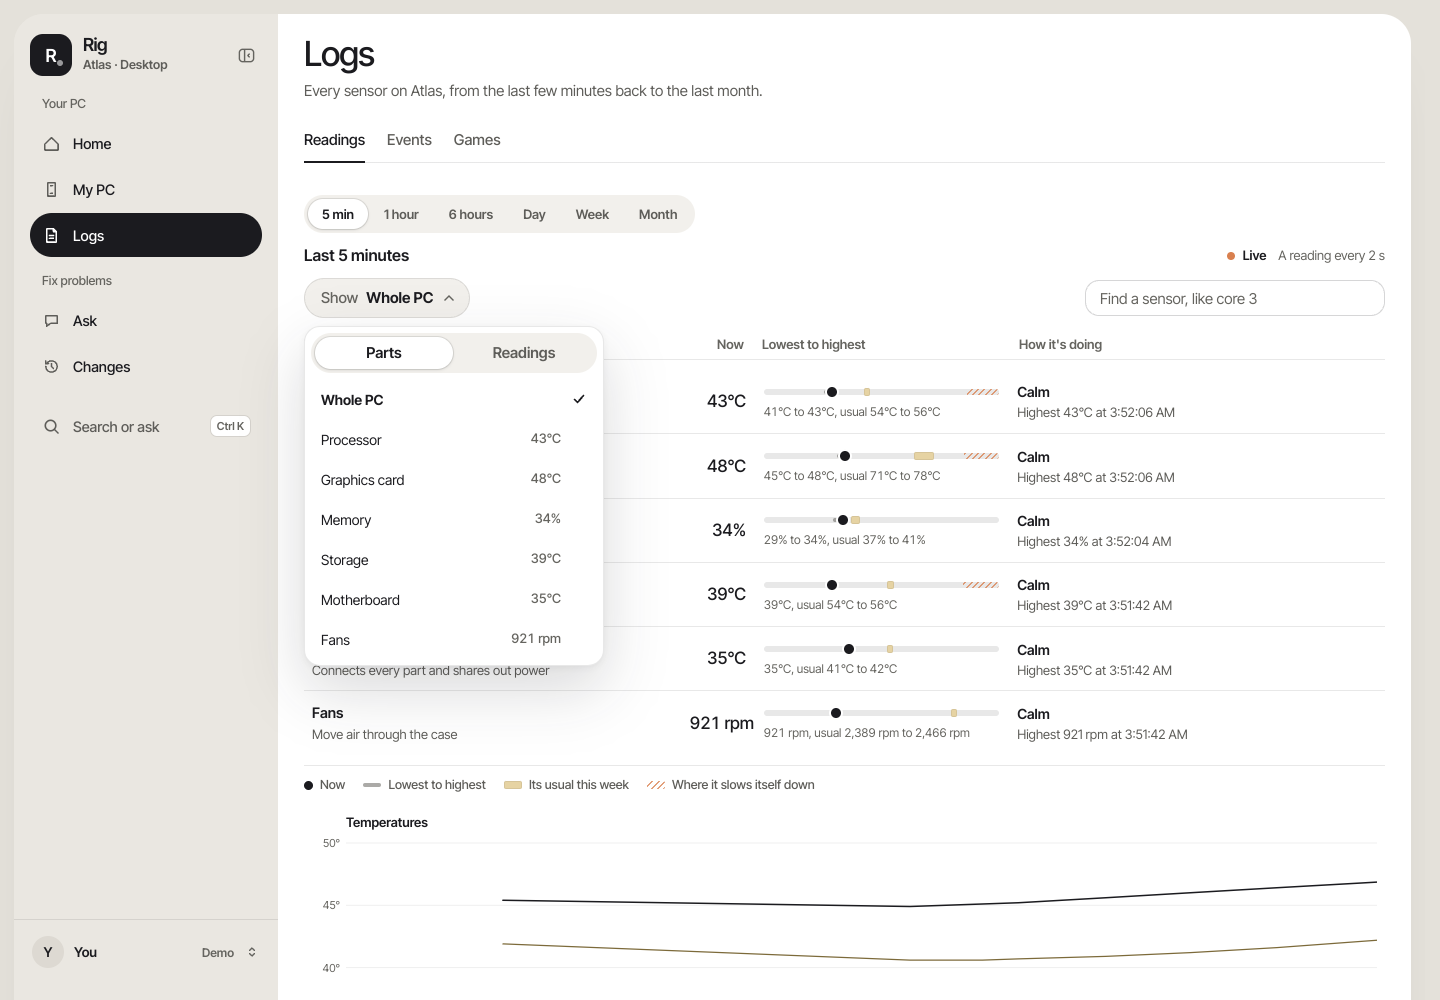 R.
Rig
Atlas · Desktop
Your PC
Home
My PC
Logs
Fix problems
Ask
Changes
Search or ask
Ctrl K
Y
You
Demo
Logs
Every sensor on Atlas, from the last few minutes back to the last month.
Readings Events Games
5 min 1 hour 6 hours Day Week Month
Last 5 minutes
Live A reading every 2 s
Show Whole PC
Find a sensor, like core 3
Parts Readings
Whole PC
Processor 43°C
Graphics card 48°C
Memory 34%
Storage 39°C
Motherboard 35°C
Fans 921 rpm
Now Lowest to highest How it's doing
43°C
41°C to 43°C, usual 54°C to 56°C
Calm
Highest 43°C at 3:52:06 AM
48°C
45°C to 48°C, usual 71°C to 78°C
Calm
Highest 48°C at 3:52:06 AM
34%
29% to 34%, usual 37% to 41%
Calm
Highest 34% at 3:52:04 AM
39°C
39°C, usual 54°C to 56°C
Calm
Highest 39°C at 3:51:42 AM
Connects every part and shares out power
35°C
35°C, usual 41°C to 42°C
Calm
Highest 35°C at 3:51:42 AM
Fans
Move air through the case
921 rpm
921 rpm, usual 2,389 rpm to 2,466 rpm
Calm
Highest 921 rpm at 3:51:42 AM
Now Lowest to highest Its usual this week Where it slows itself down
Temperatures
50°
45°
40°